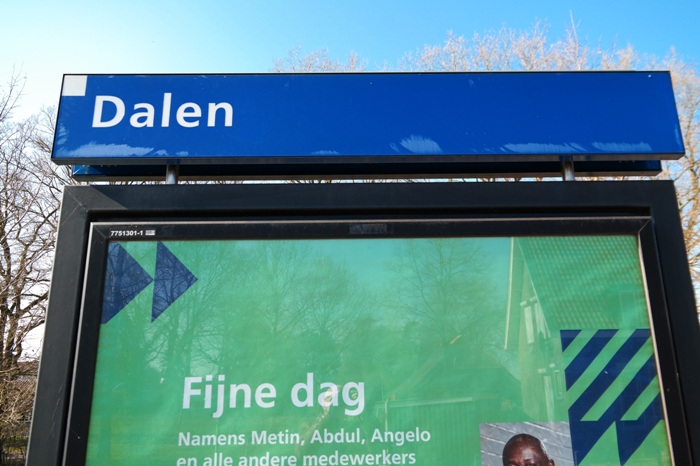 Dalen
7751301-1
Fijne dag
Namens Metin, Abdul, Angelo
en alle andere medewerkers